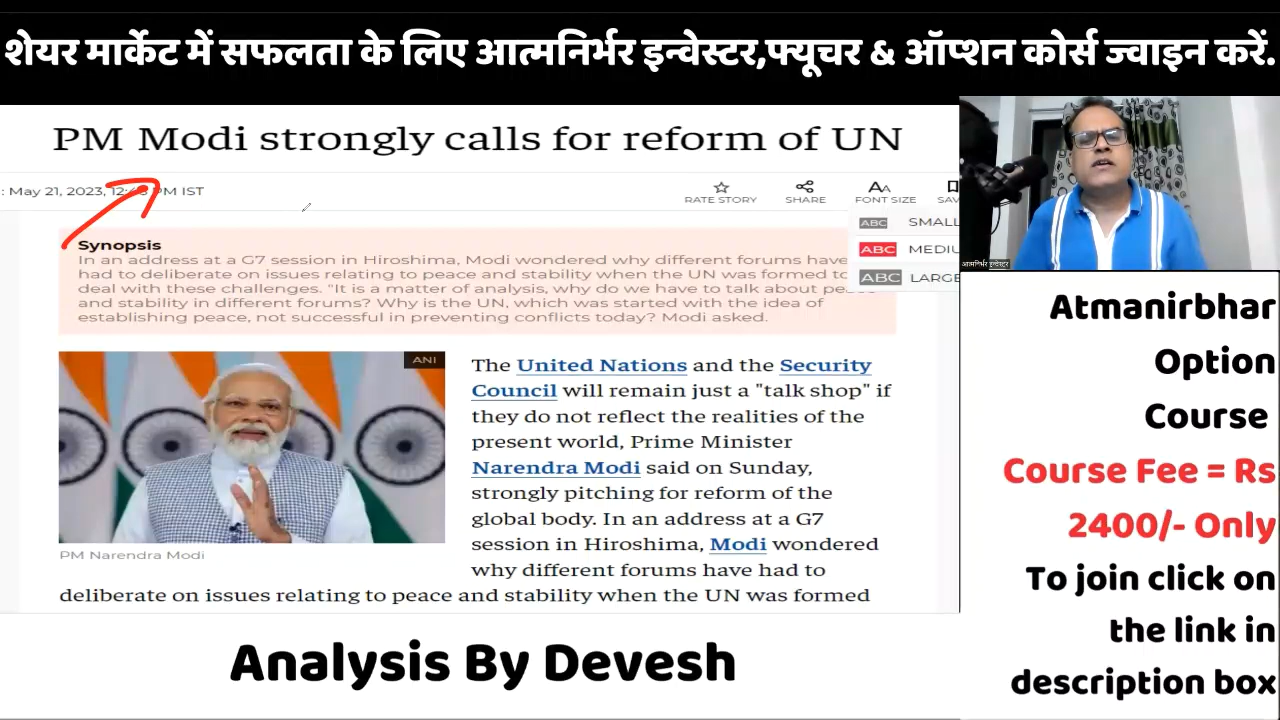 शेयर मार्केट में सफलता के लिए आत्मनिर्भर इन्वेस्टर,फ्यूचर & ऑप्शन कोर्स ज्वाइन करें.
PM Modi strongly calls for reform of UN
: May 21, 2023, PM IST
RATE STORY
SHARE
FONT SIZE
ABC SMALL
ABC
ABC LARGE
Synopsis
In an address at a G7 session in Hiroshima, Modi wondered why different forums have
had to deliberate on issues relating to peace and stability when the UN was formed to
deal with these challenges. "It is a matter of analysis, why do we have to talk about
and stability in different forums? Why is the UN, which was started with the idea of
establishing peace, not successful in preventing conflicts today? Modi asked.
ANI
PM Narendra Modi
The United Nations and the Security
Council will remain just a "talk shop" if
they do not reflect the realities of the
present world, Prime Minister
Narendra Modi said on Sunday,
strongly pitching for reform of the
global body. In an address at a G7
session in Hiroshima, Modi wondered
why different forums have had to
deliberate on issues relating to peace and stability when the UN was formed
Analysis By Devesh
आत्मनिर्भर इन्वेस्टर
Atmanirbhar
Option
Course
Course Fee = Rs
2400/- Only
To join click on
the link in
description box